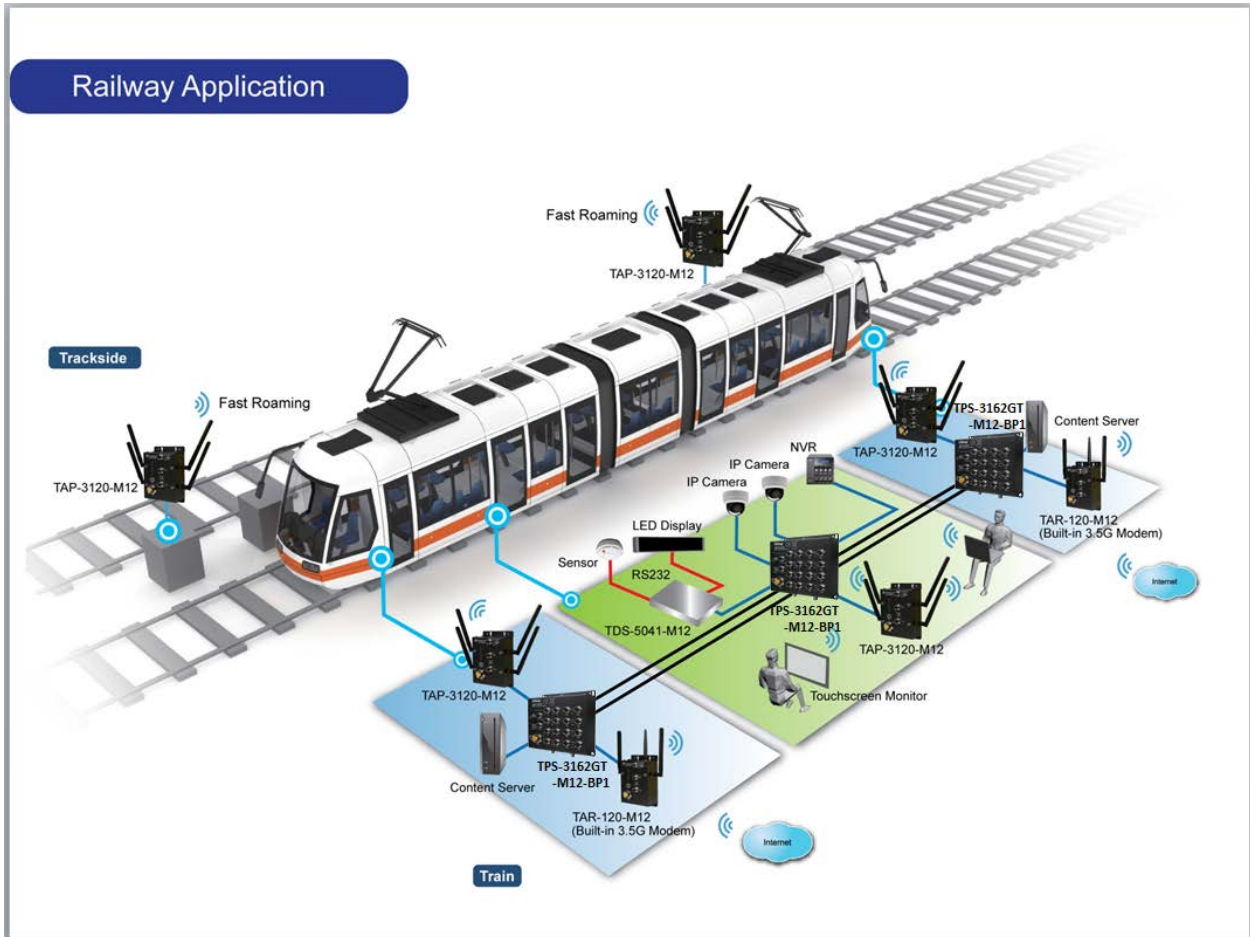 Railway Application
Fast Roaming
TAP-3120-M12
Trackside
Fast Roaming
TAP-3120-M12
TPS-3162GT
-M12-BP1
Content Server
TAP-3120-M12
NVR
IP Camera
IP Camera
TAR-120-M12
(Built-in 3.5G Modem)
LED Display
Sensor
RS232
Internet
TDS-5041-M12
TPS-3162GT
-M12-BP1
TAP-3120-M12
Touchscreen Monitor
TAP-3120-M12
TPS-3162GT
-M12-BP1
Content Server
TAR-120-M12
(Built-in 3.5G Modem)
Internet
Train